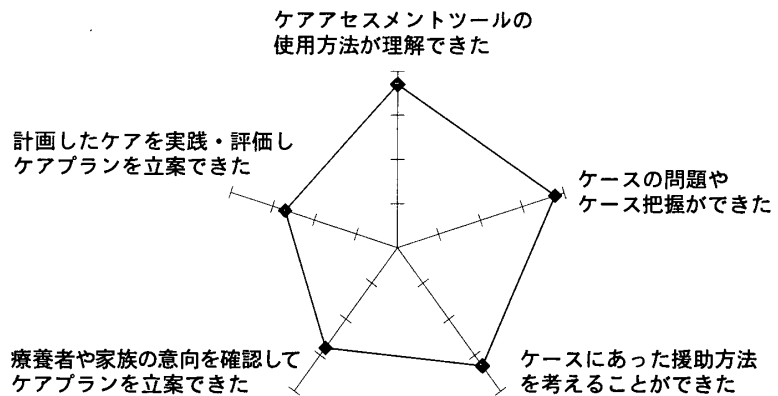 ケアアセスメントツールの
使用方法が理解できた
計画したケアを実践・評価し
ケアプランを立案できた
ケースの問題や
ケース把握ができた
療養者や家族の意向を確認して
ケアプランを立案できた
ケースにあった援助方法
を考えることができた